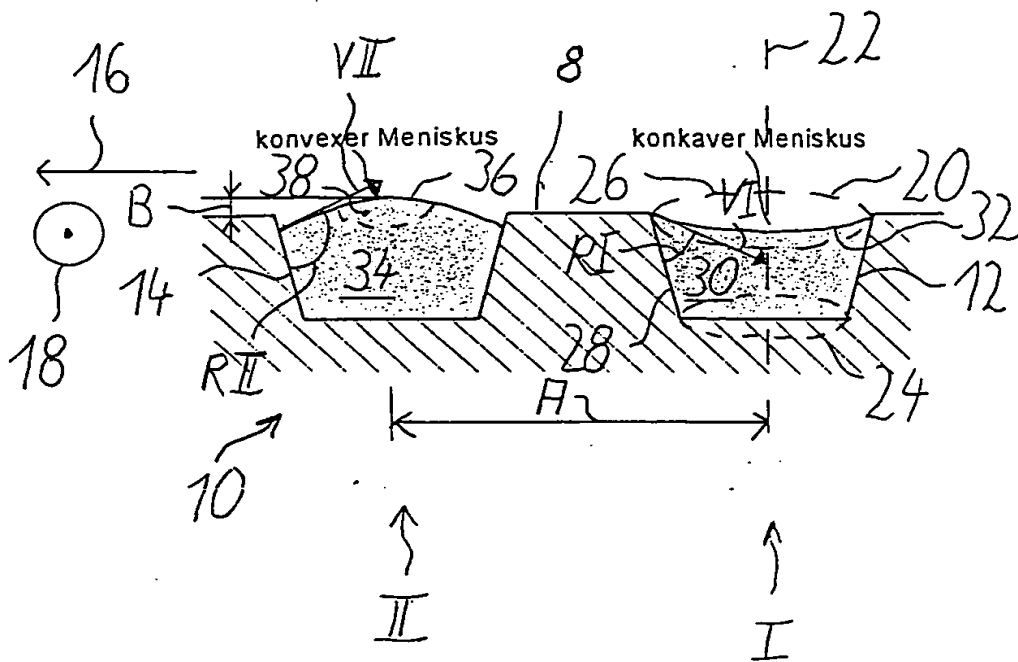 16 VII 8 22
konvexer Meniskus konkaver Meniskus
B 38 36 26 VI 20
RI 32
14 34 30 12
18 28
RII A 24
10
II I